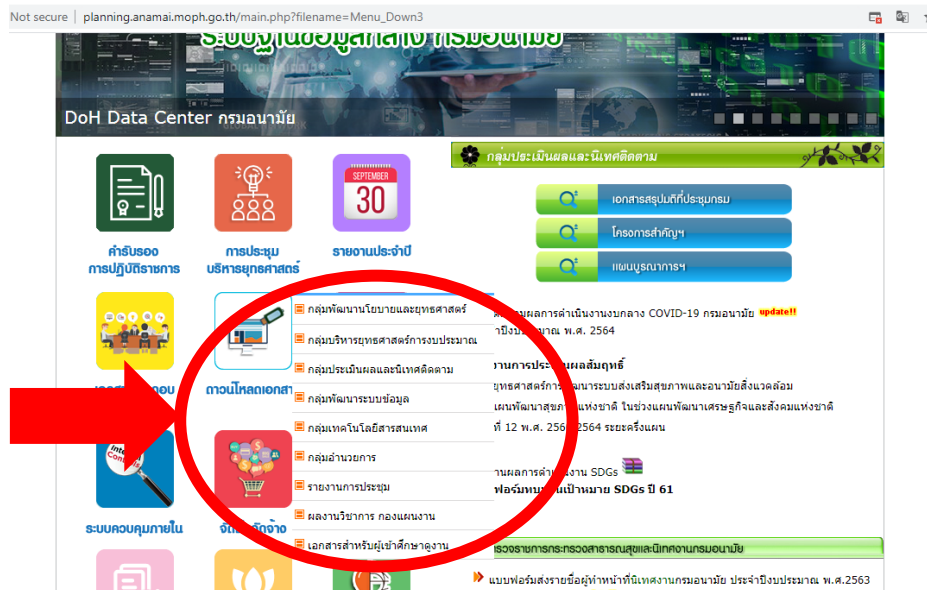 Not secure | planning.anamai.moph.go.th/main.php?filename=Menu_Down3
ระบบฐานข้อมูลกลาง กรมอนามัย
DoH Data Center กรมอนามัย
กลุ่มประเมินผลและนิเทศติดตาม
SEPTEMBER
30
เอกสารสรุปมติที่ประชุมกรม
โครงการสำคัญฯ
แผนบูรณาการฯ
คำรับรอง
การปฏิบัติราชการ
การประชุม
บริหารยุทธศาสตร์
รายงานประจำปี
กลุ่มพัฒนานโยบายและยุทธศาสตร์
กลุ่มบริหารยุทธศาสตร์การงบประมาณ
กลุ่มประเมินผลและนิเทศติดตาม
กลุ่มพัฒนาระบบข้อมูล
กลุ่มเทคโนโลยีสารสนเทศ
กลุ่มอำนวยการ
รายงานการประชุม
ผลงานวิชาการ กองแผนงาน
เอกสารสำหรับผู้เข้าศึกษาดูงาน
ผลการดำเนินงานงบกลาง COVID-19 กรมอนามัย update!!
พ.ศ. 2564
ดาวน์โหลดเอกสา
แห่งชาติ ในช่วงแผนพัฒนาเศรษฐกิจและสังคมแห่งชาติ
ที่ 12 พ.ศ. 2564 ระยะครึ่งแผน
Internal
SDGs
เป้าหมาย SDGs ปี 61
ระบบควบคุมภายใน
แบบฟอร์มส่งรายชื่อผู้ทำหน้าที่นิเทศงานกรมอนามัย ประจำปีงบประมาณ พ.ศ.2563